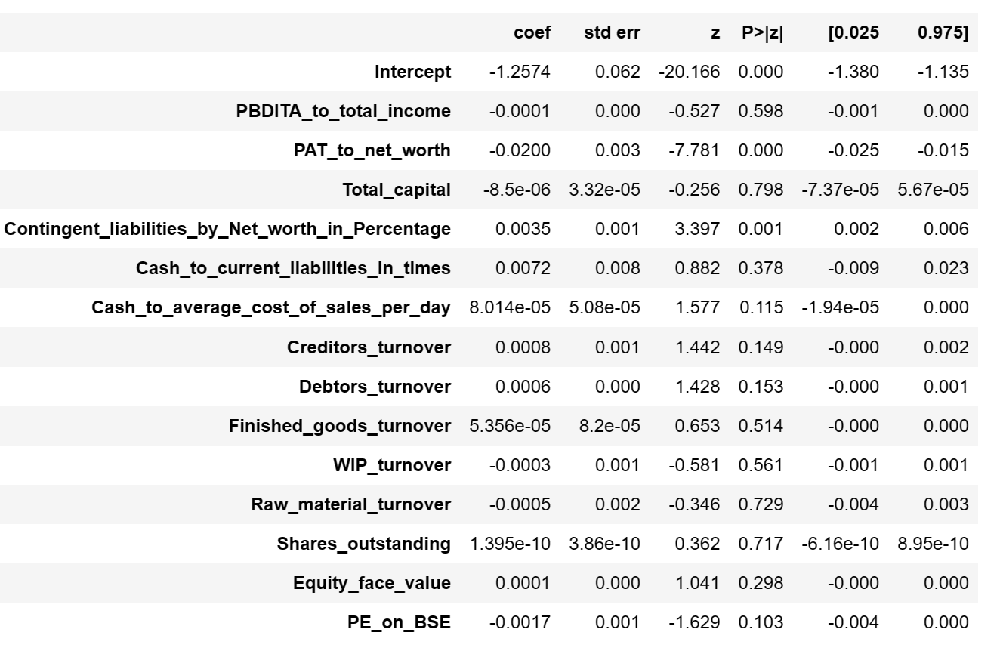 coef std err z P>|z| [0.025 0.975]
Intercept -1.2574 0.062 -20.166 0.000 -1.380 -1.135
PBDITA_to_total_income -0.0001 0.000 -0.527 0.598 -0.001 0.000
PAT_to_net_worth -0.0200 0.003 -7.781 0.000 -0.025 -0.015
Total_capital -8.5e-06 3.32e-05 -0.256 0.798 -7.37e-05 5.67e-05
Contingent_liabilities_by_Net_worth_in_Percentage 0.0035 0.001 3.397 0.001 0.002 0.006
Cash_to_current_liabilities_in_times 0.0072 0.008 0.882 0.378 -0.009 0.023
Cash_to_average_cost_of_sales_per_day 8.014e-05 5.08e-05 1.577 0.115 -1.94e-05 0.000
Creditors_turnover 0.0008 0.001 1.442 0.149 -0.000 0.002
Debtors_turnover 0.0006 0.000 1.428 0.153 -0.000 0.001
Finished_goods_turnover 5.356e-05 8.2e-05 0.653 0.514 -0.000 0.000
WIP_turnover -0.0003 0.001 -0.581 0.561 -0.001 0.001
Raw_material_turnover -0.0005 0.002 -0.346 0.729 -0.004 0.003
Shares_outstanding 1.395e-10 3.86e-10 0.362 0.717 -6.16e-10 8.95e-10
Equity_face_value 0.0001 0.000 1.041 0.298 -0.000 0.000
PE_on_BSE -0.0017 0.001 -1.629 0.103 -0.004 0.000